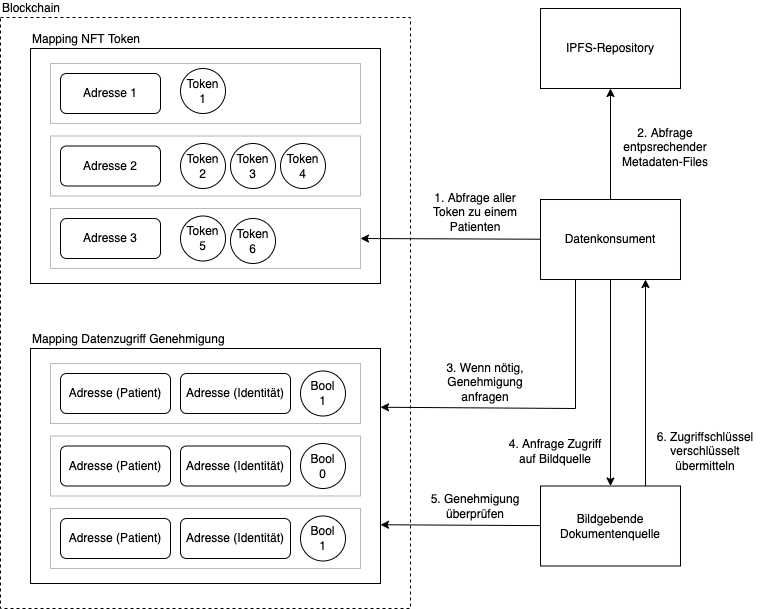 Blockchain
Mapping NFT Token
Adresse 1
Token
1
Adresse 2
Token
2
Token
3
Token
4
Adresse 3
Token
5
Token
6
IPFS-Repository
2. Abfrage
entpsrechender
Metadaten-Files
1. Abfrage aller
Token zu einem
Patienten
Datenkonsument
Mapping Datenzugriff Genehmigung
Adresse (Patient)
Adresse (Identität)
Bool
1
Adresse (Patient)
Adresse (Identität)
Bool
0
Adresse (Patient)
Adresse (Identität)
Bool
1
3. Wenn nötig,
Genehmigung
anfragen
4. Anfrage Zugriff
auf Bildquelle
6. Zugriffschlüssel
verschlüsselt
übermitteln
5. Genehmigung
überprüfen
Bildgebende
Dokumentenquelle